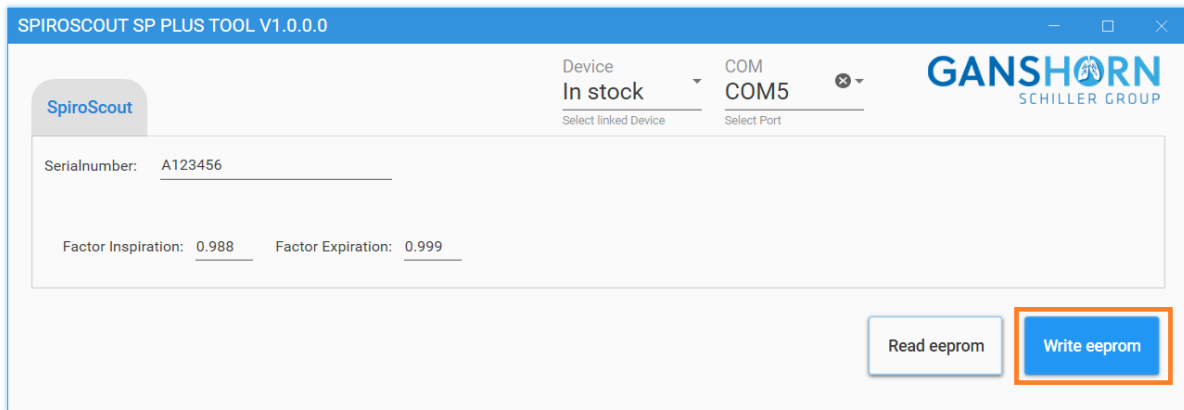 SPIROSCOUT SP PLUS TOOL V1.0.0.0
Device
In stock
Select linked Device
COM
COM5
Select Port
GANSHORN
SCHILLER GROUP
SpiroScout
Serialnumber: A123456
Factor Inspiration: 0.988 Factor Expiration: 0.999
Read eeprom
Write eeprom